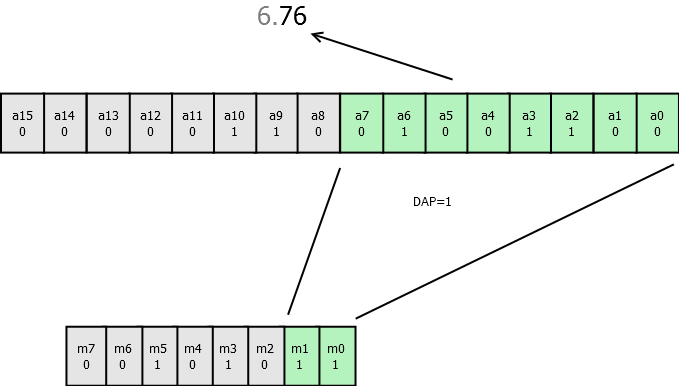 6.76
a15 a14 a13 a12 a11 a10 a9 a8 a7 a6 a5 a4 a3 a2 a1 a0
0 0 0 0 0 1 1 0 0 1 0 0 1 1 0 0
DAP=1
m7 m6 m5 m4 m3 m2 m1 m0
0 0 1 0 1 0 1 1